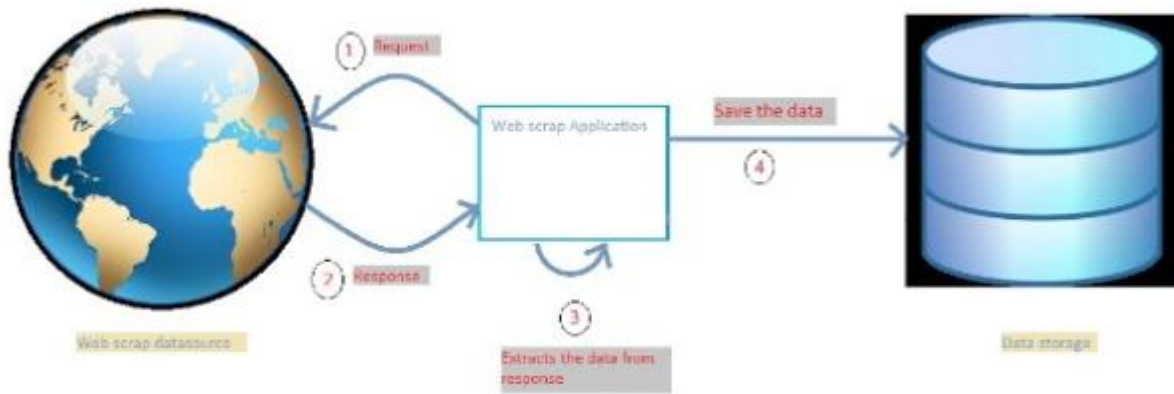 1 Request
Web scrap Application
Save the data
4
2 Response
3
Extracts the data from
response
Web scrap datasource
Data storage